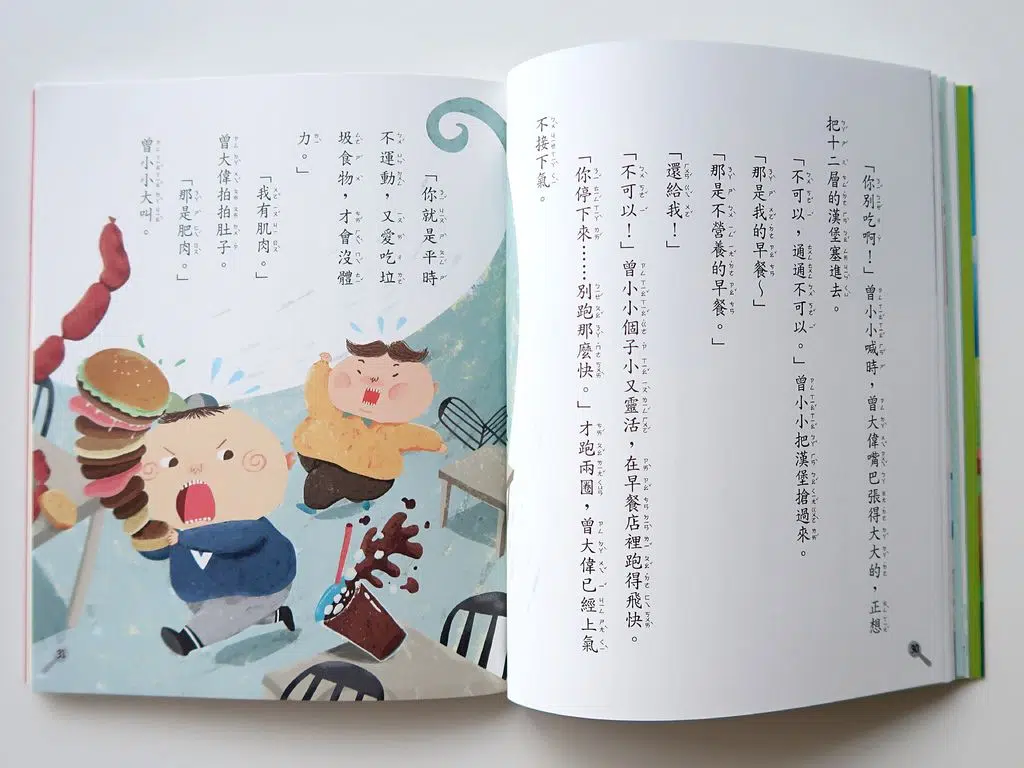 「你別吃啊！」曾小小喊時，曾大偉嘴巴張得大大的，正想
把十二層的漢堡塞進去。
「不可以，通通不可以。」曾小小把漢堡搶過來。
「那是我的早餐～」
「那是不營養的早餐。」
「還給我！」
「不可以！」曾小小個子小又靈活，在早餐店裡跑得飛快。
「你停下來……別跑那麼快。」才跑兩圈，曾大偉已經上氣
不接下氣。
30
「你就是平時
不運動，又愛吃垃
圾食物，才會沒體
力。」
「我有肌肉。」
曾大偉拍拍肚子。
「那是肥肉。」
曾小小大叫。
31